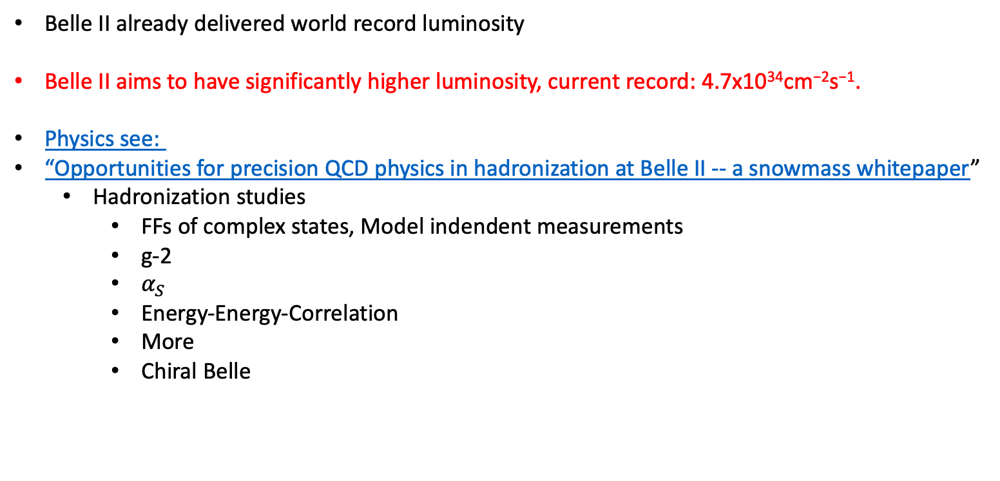 • Belle II already delivered world record luminosity
• Belle II aims to have significantly higher luminosity, current record: 4.7x10³⁴cm⁻²s⁻¹.
• Physics see:
• “Opportunities for precision QCD physics in hadronization at Belle II -- a snowmass whitepaper”
• Hadronization studies
• FFs of complex states, Model indendent measurements
• g-2
• 𝛼𝑆
• Energy-Energy-Correlation
• More
• Chiral Belle